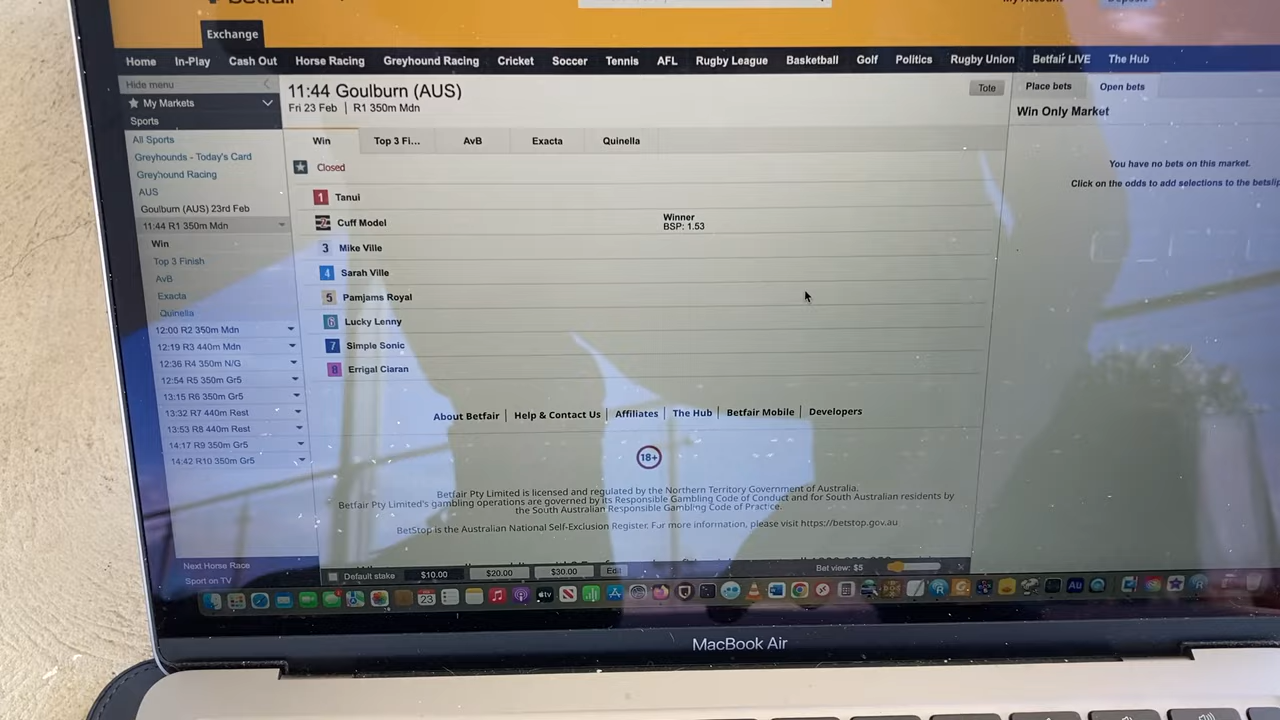 betfair
Exchange
Home In-Play Cash Out Horse Racing Greyhound Racing Cricket Soccer Tennis AFL Rugby League Basketball Golf Politics Rugby Union Betfair LIVE The Hub
Hide menu
My Markets
Sports
All Sports
Greyhounds - Today's Card
Greyhound Racing
AUS
Goulburn (AUS) 23rd Feb
11:44 R1 350m Mdn
Win
Top 3 Finish
AvB
Exacta
Quinella
12:00 R2 350m Mdn
12:19 R3 440m Mdn
12:36 R4 350m N/G
12:54 R5 350m Gr5
13:15 R6 350m Gr5
13:32 R7 440m Rest
13:53 R8 440m Rest
14:17 R9 350m Gr5
14:42 R10 350m Gr5
Next Horse Race
Sport on TV
11:44 Goulburn (AUS)
Fri 23 Feb | R1 350m Mdn
Tote
Win Top 3 Fi... AvB Exacta Quinella
Closed
1 Tanui
2 Cuff Model
Winner
BSP: 1.53
3 Mike Ville
4 Sarah Ville
5 Pamjams Royal
6 Lucky Lenny
7 Simple Sonic
8 Errigal Ciaran
About Betfair | Help & Contact Us | Affiliates | The Hub | Betfair Mobile | Developers
18+
Betfair Pty Limited is licensed and regulated by the Northern Territory Government of Australia.
Betfair Pty Limited's gambling operations are governed by its Responsible Gambling Code of Conduct and for South Australian residents by
the South Australian Responsible Gambling Code of Practice.
BetStop is the Australian National Self-Exclusion Register. For more information, please visit https://betstop.gov.au
Default stake $10.00 $20.00 $30.00 Edi
Bet view: $5
Place bets Open bets
Win Only Market
You have no bets on this market.
Click on the odds to add selections to the betslip
tv
FEB
23
Au
MacBook Air